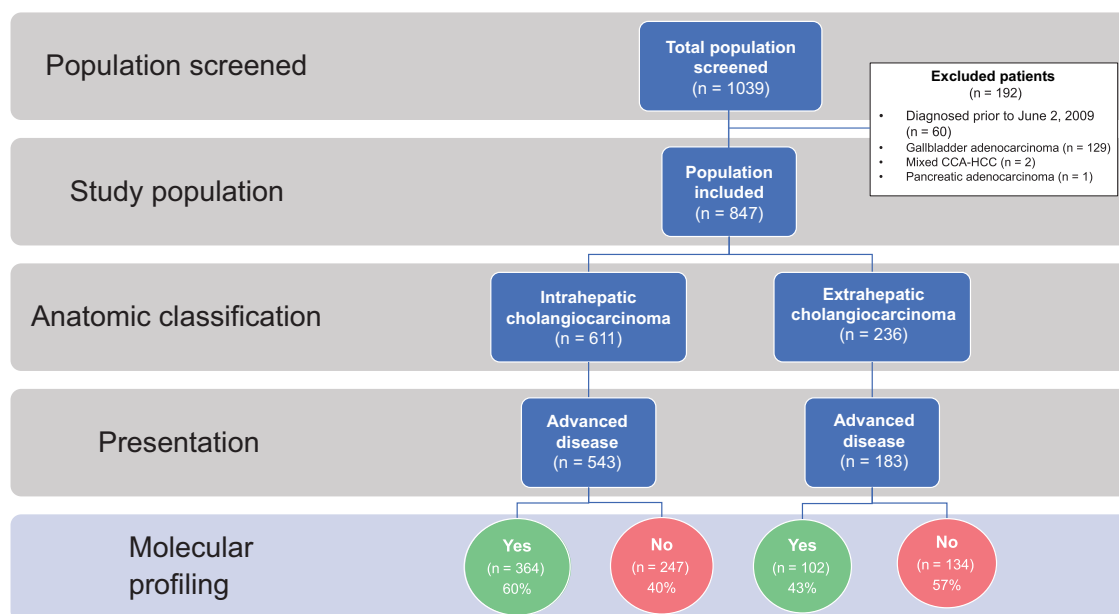 Population screened
Total population
screened
(n = 1039)
Excluded patients
(n = 192)
• Diagnosed prior to June 2, 2009
(n = 60)
• Gallbladder adenocarcinoma (n = 129)
• Mixed CCA-HCC (n = 2)
• Pancreatic adenocarcinoma (n = 1)
Study population
Population
included
(n = 847)
Anatomic classification
Intrahepatic
cholangiocarcinoma
(n = 611)
Extrahepatic
cholangiocarcinoma
(n = 236)
Presentation
Advanced
disease
(n = 543)
Advanced
disease
(n = 183)
Molecular
profiling
Yes
(n = 364)
60%
No
(n = 247)
40%
Yes
(n = 102)
43%
No
(n = 134)
57%